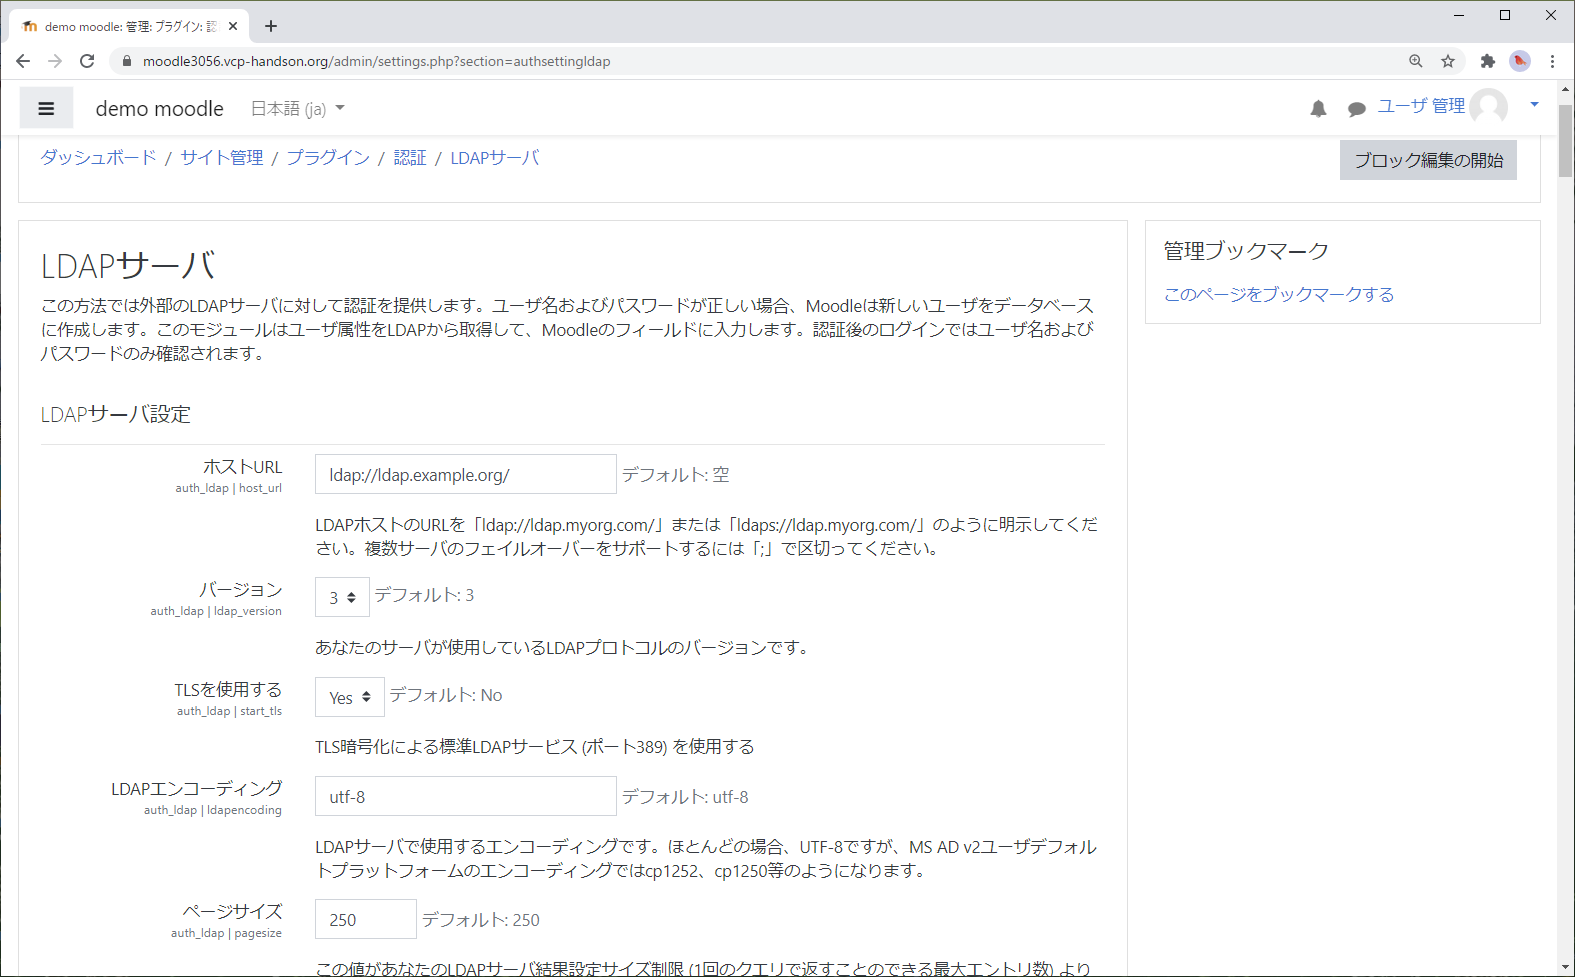 demo moodle: 管理: プラグイン: 認
moodle3056.vcp-handson.org/admin/settings.php?section=authsettingldap
demo moodle 日本語 (ja) ユーザ 管理
ダッシュボード / サイト管理 / プラグイン / 認証 / LDAPサーバ ブロック編集の開始
LDAPサーバ
この方法では外部のLDAPサーバに対して認証を提供します。ユーザ名およびパスワードが正しい場合、Moodleは新しいユーザをデータベース
に作成します。このモジュールはユーザ属性をLDAPから取得して、Moodleのフィールドに入力します。認証後のログインではユーザ名および
パスワードのみ確認されます。
管理ブックマーク
このページをブックマークする
LDAPサーバ設定
ホストURL
auth_ldap | host_url
ldap://ldap.example.org/ デフォルト: 空
LDAPホストのURLを「ldap://ldap.myorg.com/」または「ldaps://ldap.myorg.com/」のように明示してくだ
さい。複数サーバのフェイルオーバーをサポートするには「;」で区切ってください。
バージョン
auth_ldap | ldap_version
3 デフォルト: 3
あなたのサーバが使用しているLDAPプロトコルのバージョンです。
TLSを使用する
auth_ldap | start_tls
Yes デフォルト: No
TLS暗号化による標準LDAPサービス (ポート389) を使用する
LDAPエンコーディング
auth_ldap | ldapencoding
utf-8 デフォルト: utf-8
LDAPサーバで使用するエンコーディングです。ほとんどの場合、UTF-8ですが、MS AD v2ユーザデフォル
トプラットフォームのエンコーディングではcp1252、cp1250等のようになります。
ページサイズ
auth_ldap | pagesize
250 デフォルト: 250
この値があなたのLDAPサーバ結果設定サイズ制限 (1回のクエリで返すことのできる最大エントリ数) より